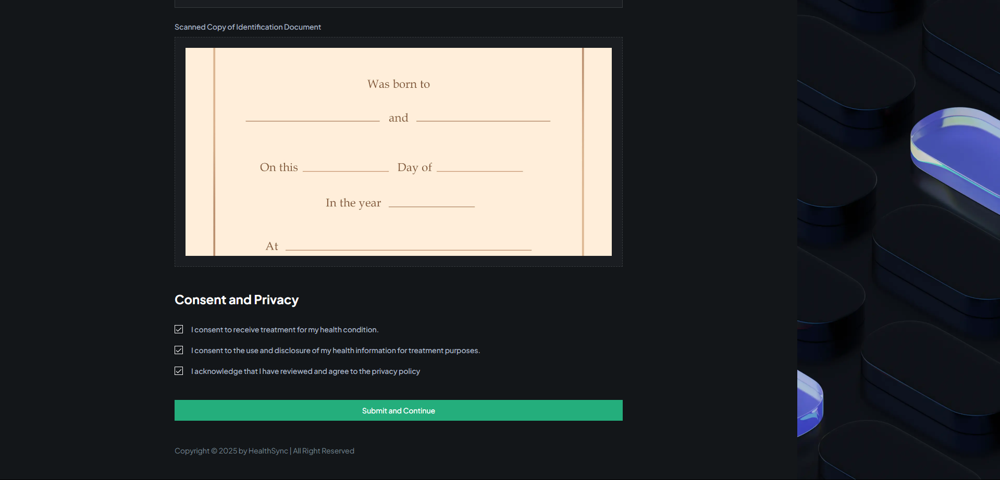 Scanned Copy of Identification Document
Was born to
and
On this Day of
In the year
At
Consent and Privacy
I consent to receive treatment for my health condition.
I consent to the use and disclosure of my health information for treatment purposes.
I acknowledge that I have reviewed and agree to the privacy policy
Submit and Continue
Copyright © 2025 by HealthSync | All Right Reserved